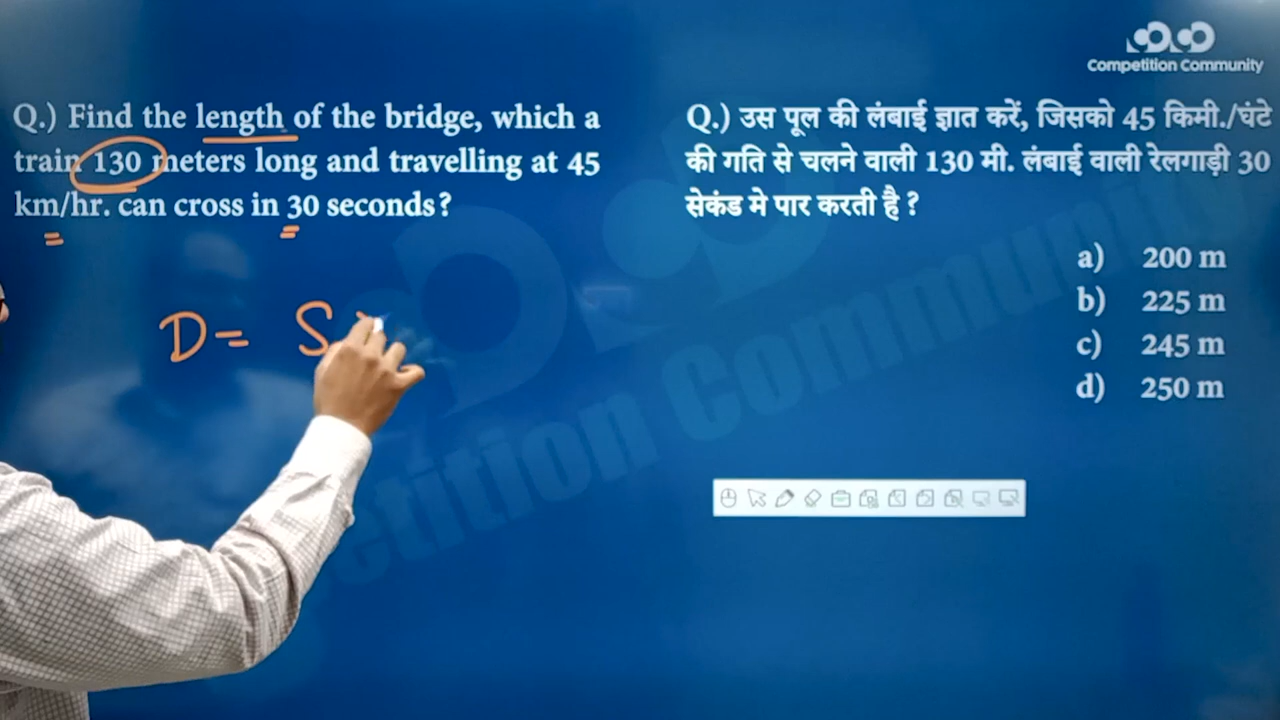 Competition Community
Q.) Find the length of the bridge, which a
train 130 meters long and travelling at 45
km/hr. can cross in 30 seconds?
D = S
Q.) उस पूल की लंबाई ज्ञात करें, जिसको 45 किमी./घंटे
की गति से चलने वाली 130 मी. लंबाई वाली रेलगाड़ी 30
सेकंड मे पार करती है ?
a) 200 m
b) 225 m
c) 245 m
d) 250 m
etition Community